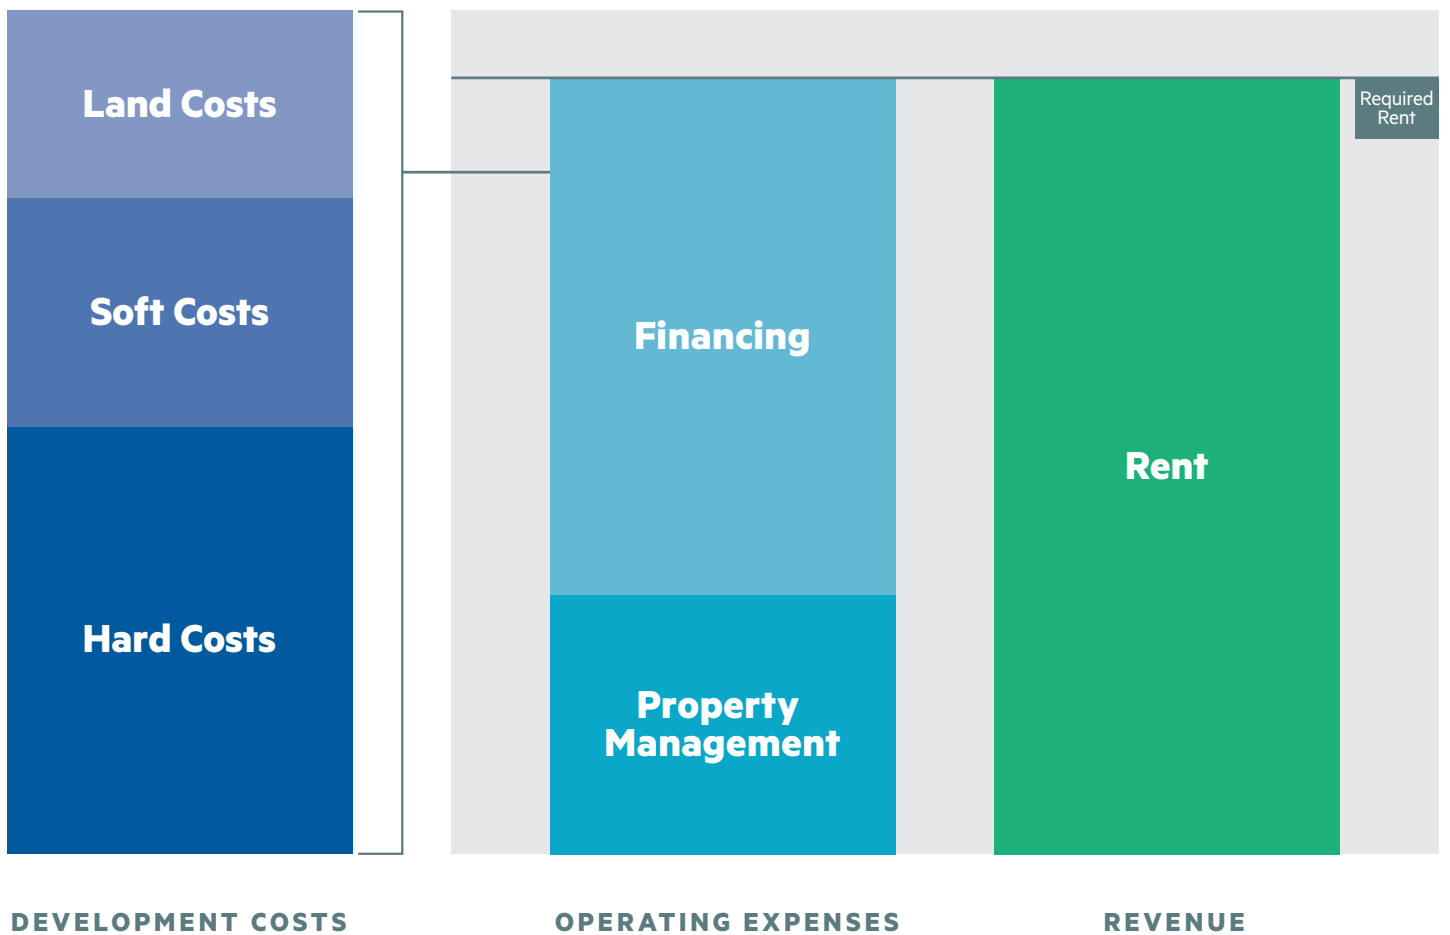 Land Costs
Soft Costs
Hard Costs
Financing
Property
Management
Rent
Required
Rent
DEVELOPMENT COSTS
OPERATING EXPENSES
REVENUE